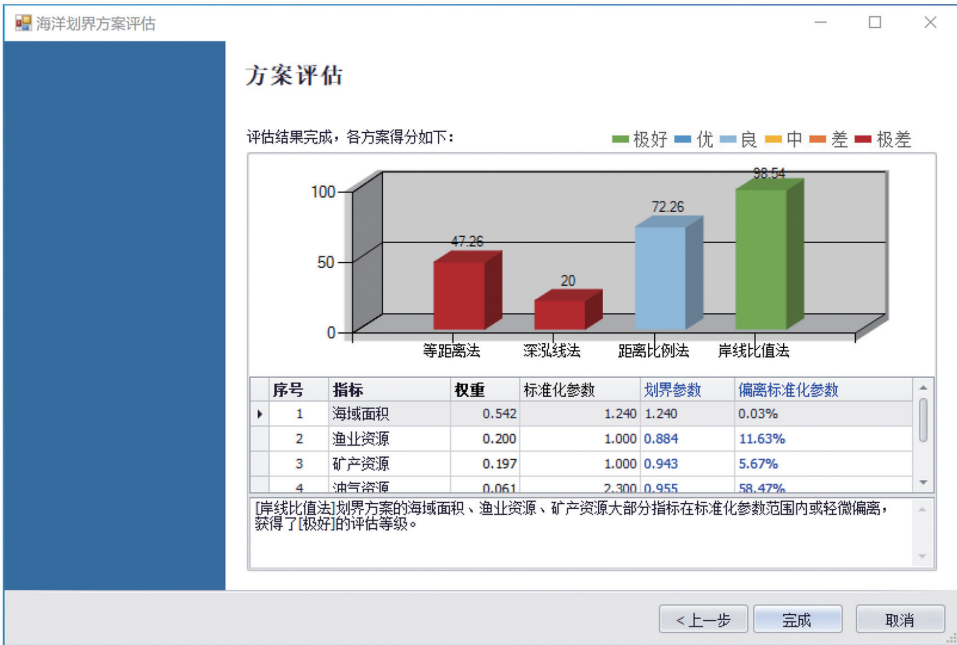 海洋划界方案评估
方案评估
评估结果完成，各方案得分如下：
极好 优 良 中 差 极差
100
50
0
47.26
20
72.26
98.54
等距离法 深泓线法 距离比例法 岸线比值法
序号 指标 权重 标准化参数 划界参数 偏离标准化参数
1 海域面积 0.542 1.240 1.240 0.03%
2 渔业资源 0.200 1.000 0.884 11.63%
3 矿产资源 0.197 1.000 0.943 5.67%
4 油气资源 0.061 2.300 0.955 58.47%
[岸线比值法]划界方案的海域面积、渔业资源、矿产资源大部分指标在标准化参数范围内或轻微偏离，
获得了[极好]的评估等级。
<上一步 完成 取消